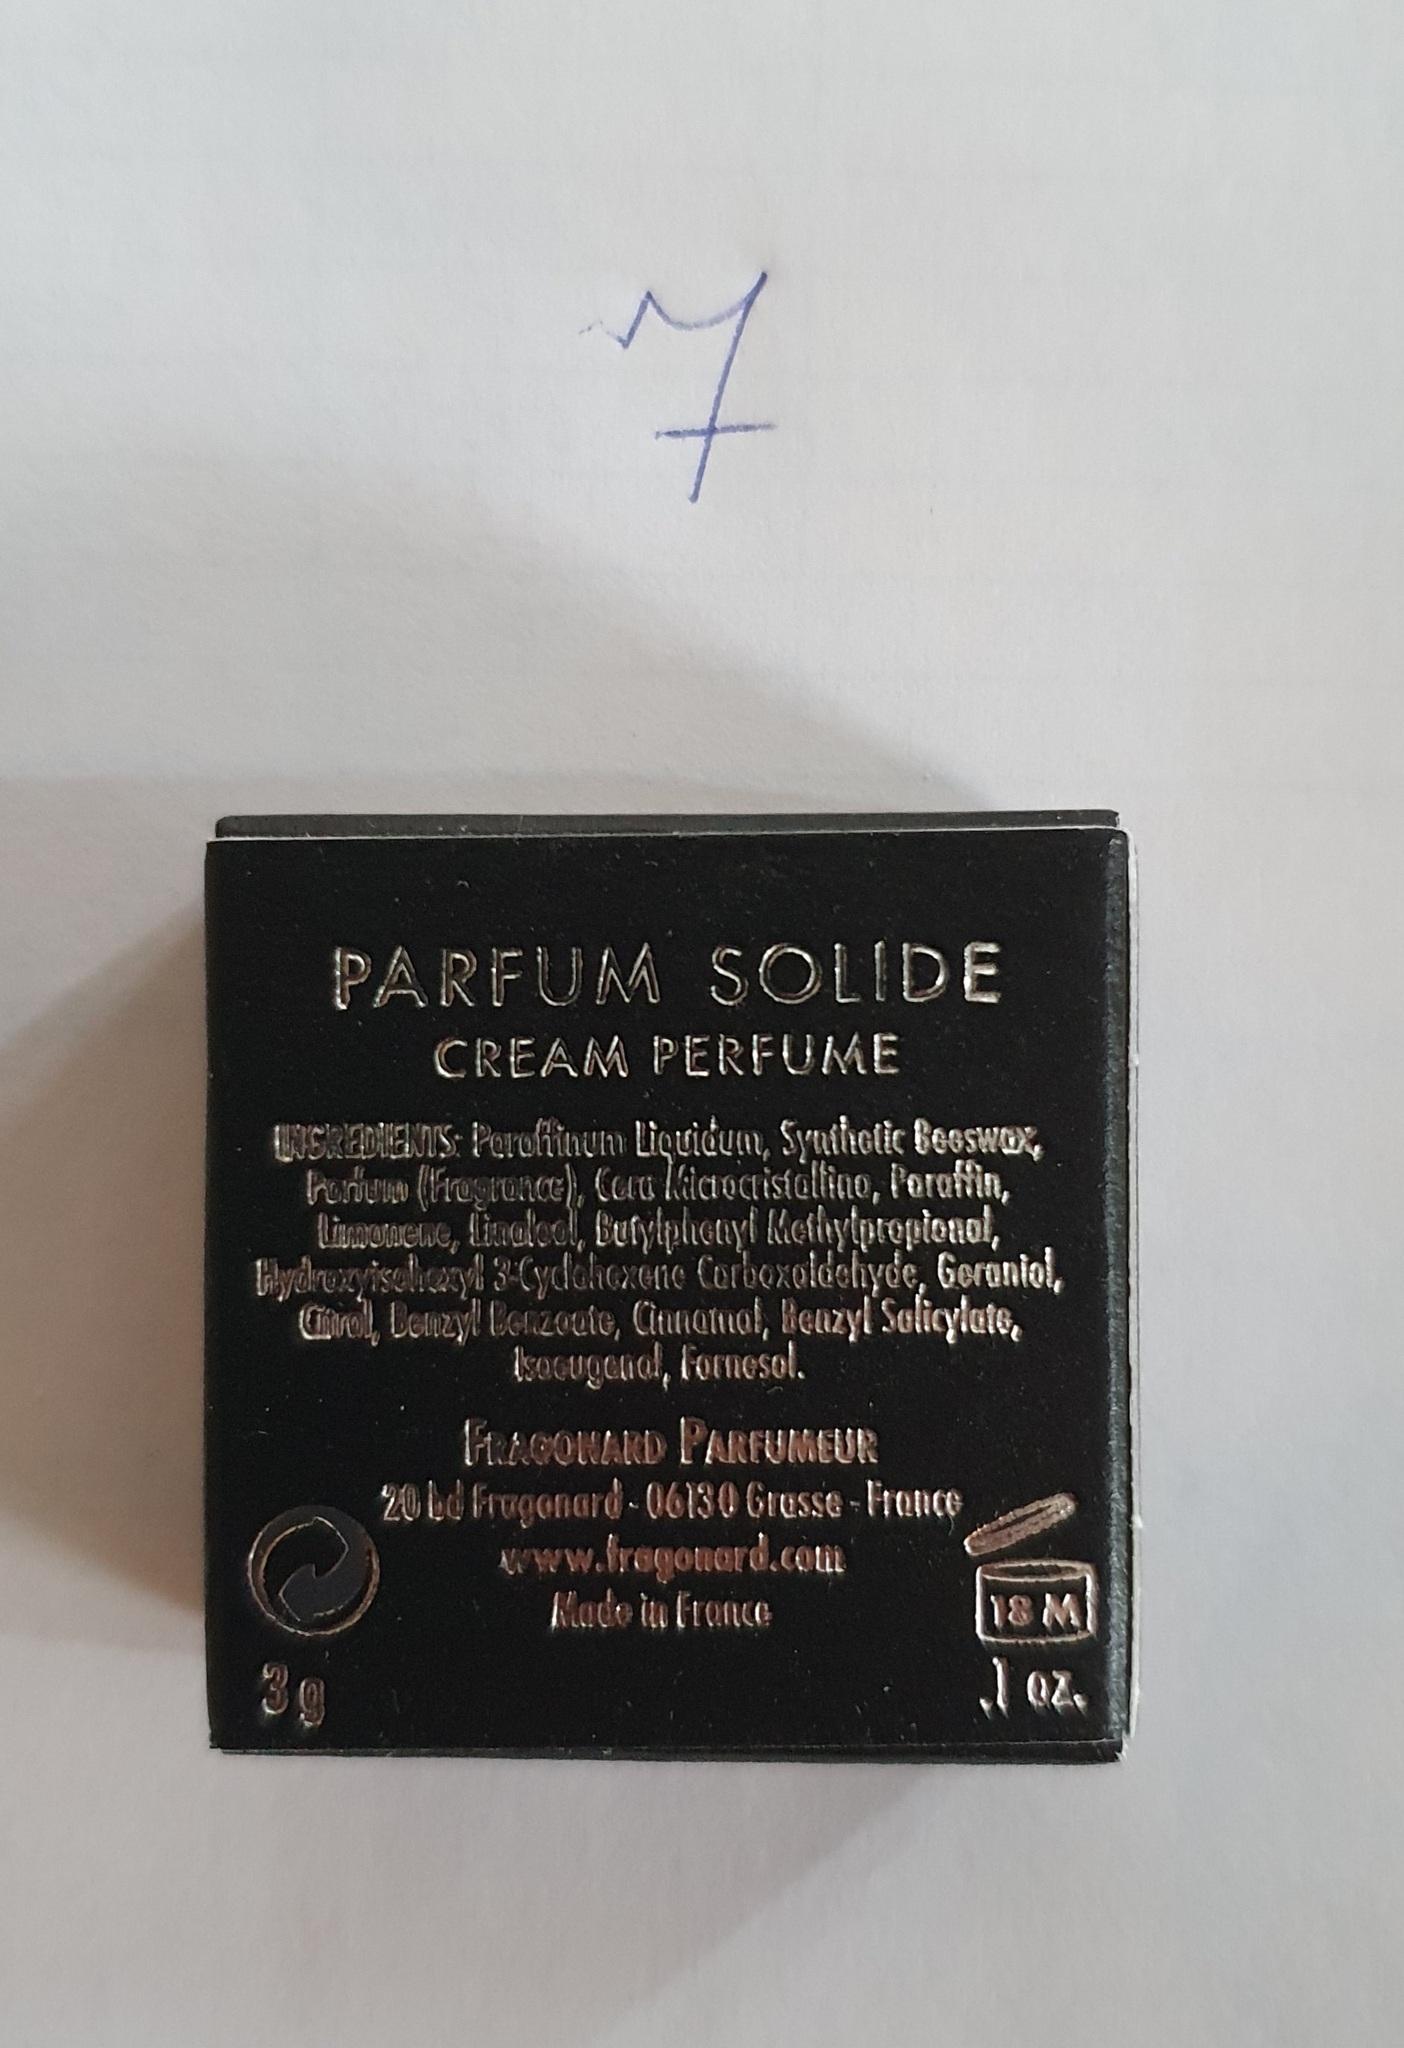 7
PARFUM SOLIDE
CREAM PERFUME
INGREDIENTS: Paraffinum Liquidum, Synthetic Beeswax,
Parfum (Fragrance), Cera Microcristallina, Paraffin,
Limonene, Linalool, Butylphenyl Methylpropional,
Hydroxyisohexyl 3-Cyclohexene Carboxaldehyde, Geraniol,
Citral, Benzyl Benzoate, Cinnamal, Benzyl Salicylate,
Isoeugenol, Farnesol.
FRAGONARD PARFUMEUR
20 bd Fragonard - 06130 Grasse - France
www.fragonard.com
Made in France
18 M
3 g
.1 oz.